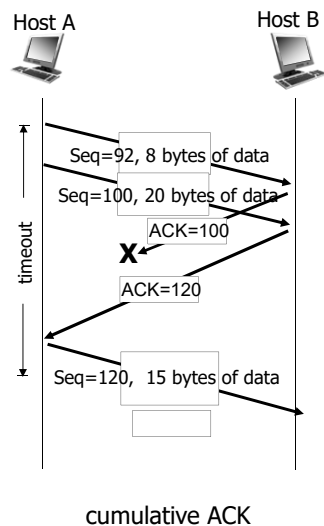 Host A
Host B
Seq=92, 8 bytes of data
Seq=100, 20 bytes of data
ACK=100
X
timeout
ACK=120
Seq=120, 15 bytes of data
cumulative ACK